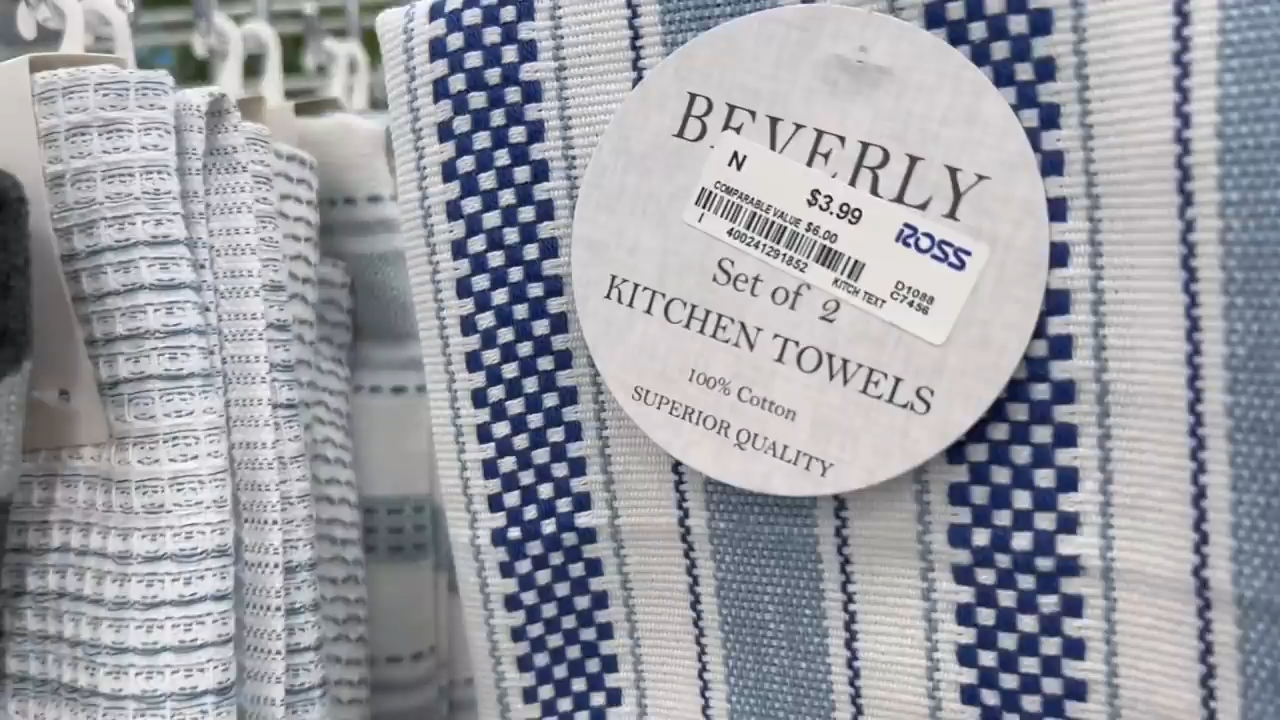 BEVERLY
N
$3.99
COMPARABLE VALUE $6.00
ROSS
I
400241291852
KITCH TEXT
D1088
C7456
Set of 2
KITCHEN TOWELS
100% Cotton
SUPERIOR QUALITY